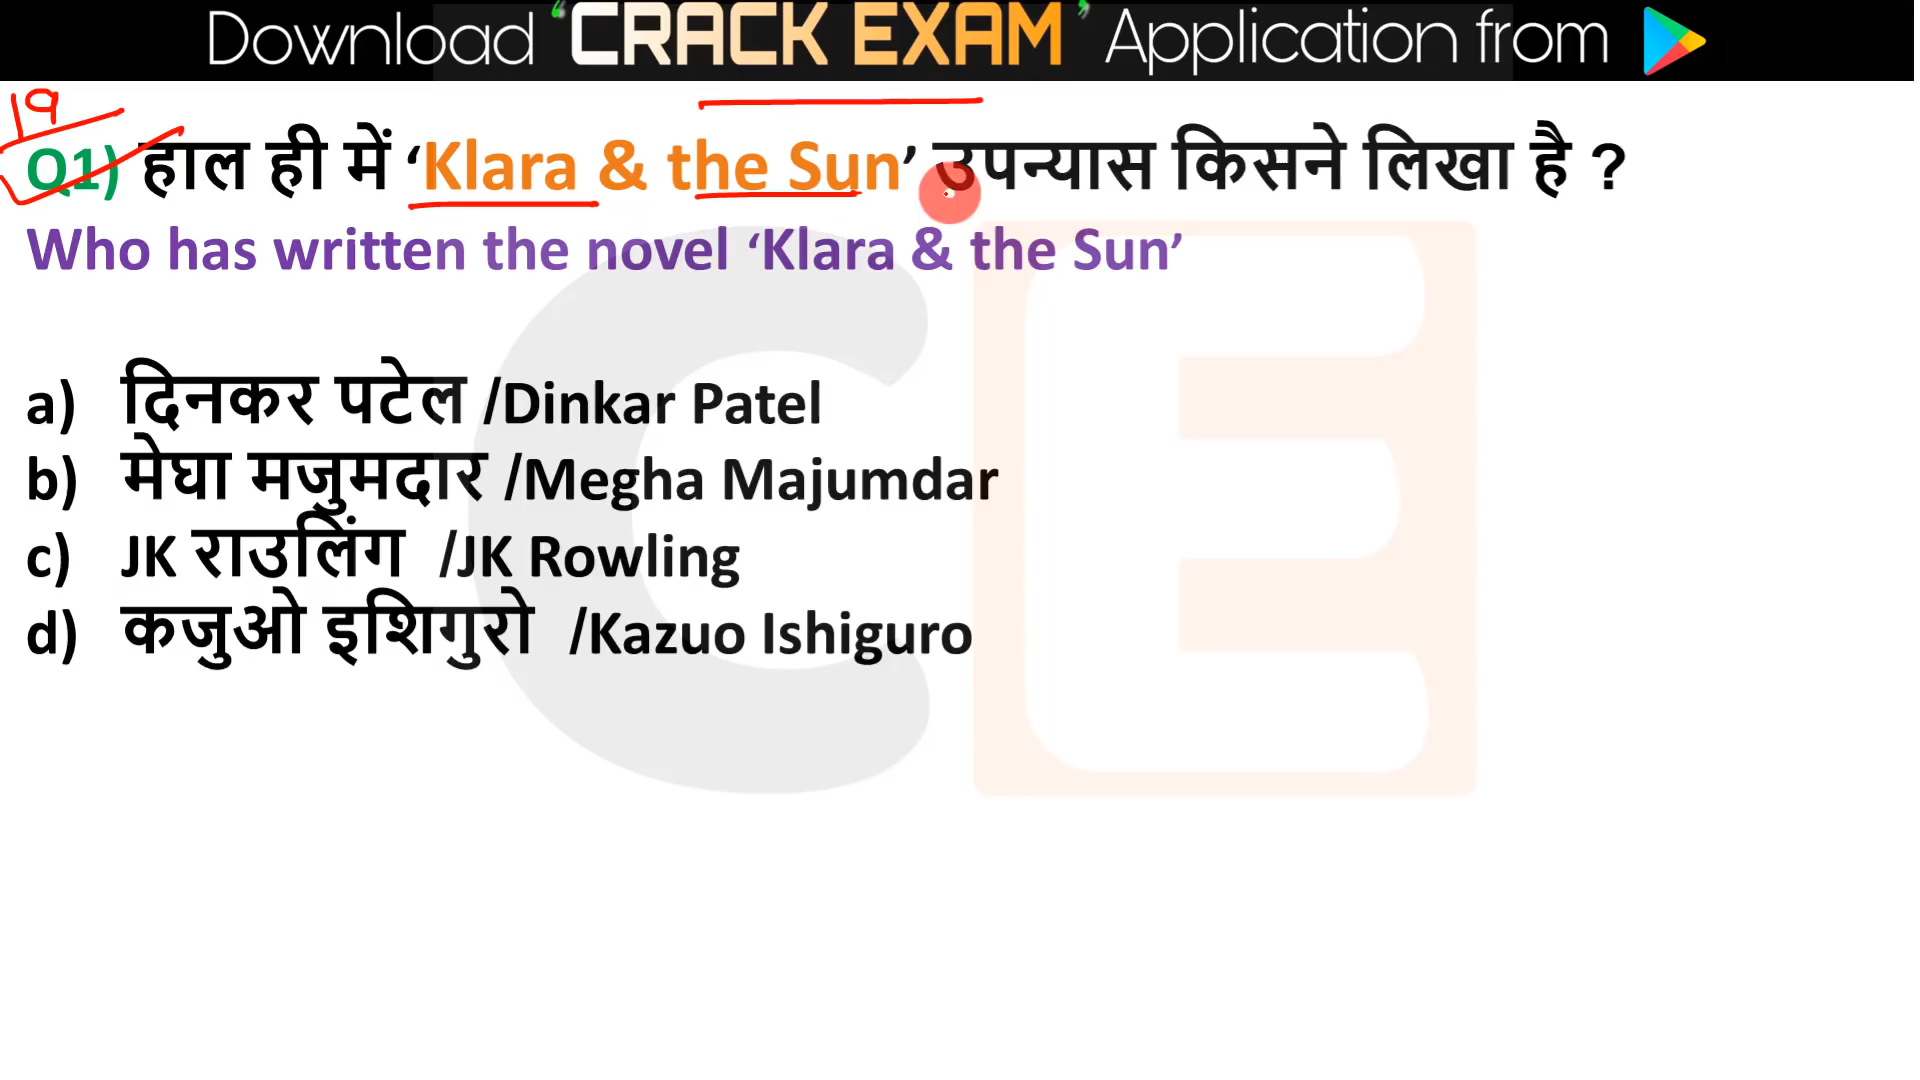 Download ‘CRACK EXAM’ Application from
19
Q1) हाल ही में ‘Klara & the Sun’ उपन्यास किसने लिखा है ?
Who has written the novel ‘Klara & the Sun’
a) दिनकर पटेल /Dinkar Patel
b) मेघा मजुमदार /Megha Majumdar
c) JK राउलिंग /JK Rowling
d) कजुओ इशिगुरो /Kazuo Ishiguro
CE